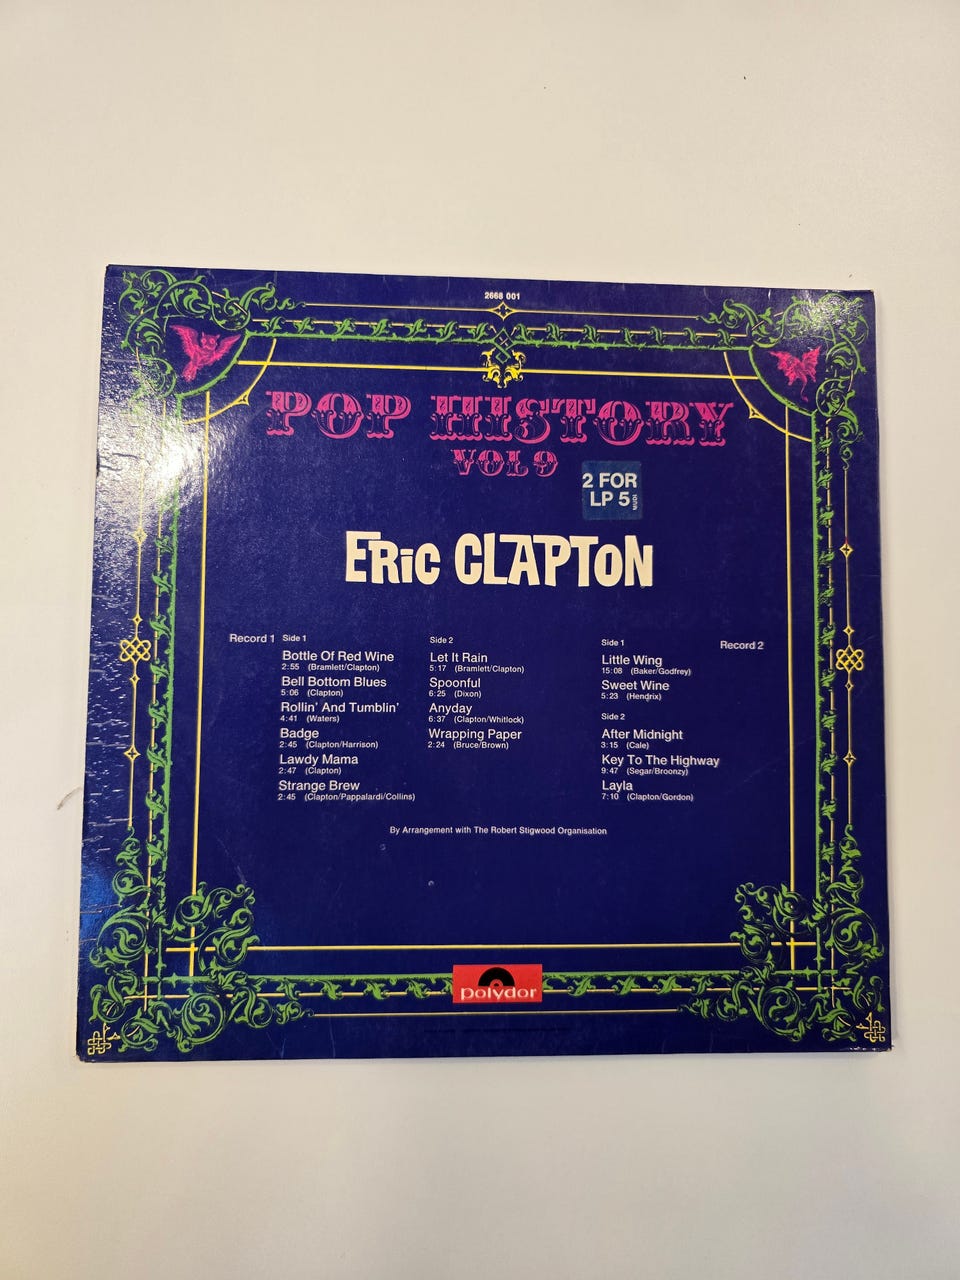 2668 001
POP HISTORY
VOL 9
2 FOR
LP 5
MUDI
ERiC CLAPTON
Record 1
Side 1
Bottle Of Red Wine
2:55 (Bramlett/Clapton)
Bell Bottom Blues
5:06 (Clapton)
Rollin' And Tumblin'
4:41 (Waters)
Badge
2:45 (Clapton/Harrison)
Lawdy Mama
2:47 (Clapton)
Strange Brew
2:45 (Clapton/Pappalardi/Collins)
Side 2
Let It Rain
5:17 (Bramlett/Clapton)
Spoonful
6:25 (Dixon)
Anyday
6:37 (Clapton/Whitlock)
Wrapping Paper
2:24 (Bruce/Brown)
Record 2
Side 1
Little Wing
15:08 (Baker/Godfrey)
Sweet Wine
5:23 (Hendrix)
Side 2
After Midnight
3:15 (Cale)
Key To The Highway
9:47 (Segar/Broonzy)
Layla
7:10 (Clapton/Gordon)
By Arrangement with The Robert Stigwood Organisation
polydor